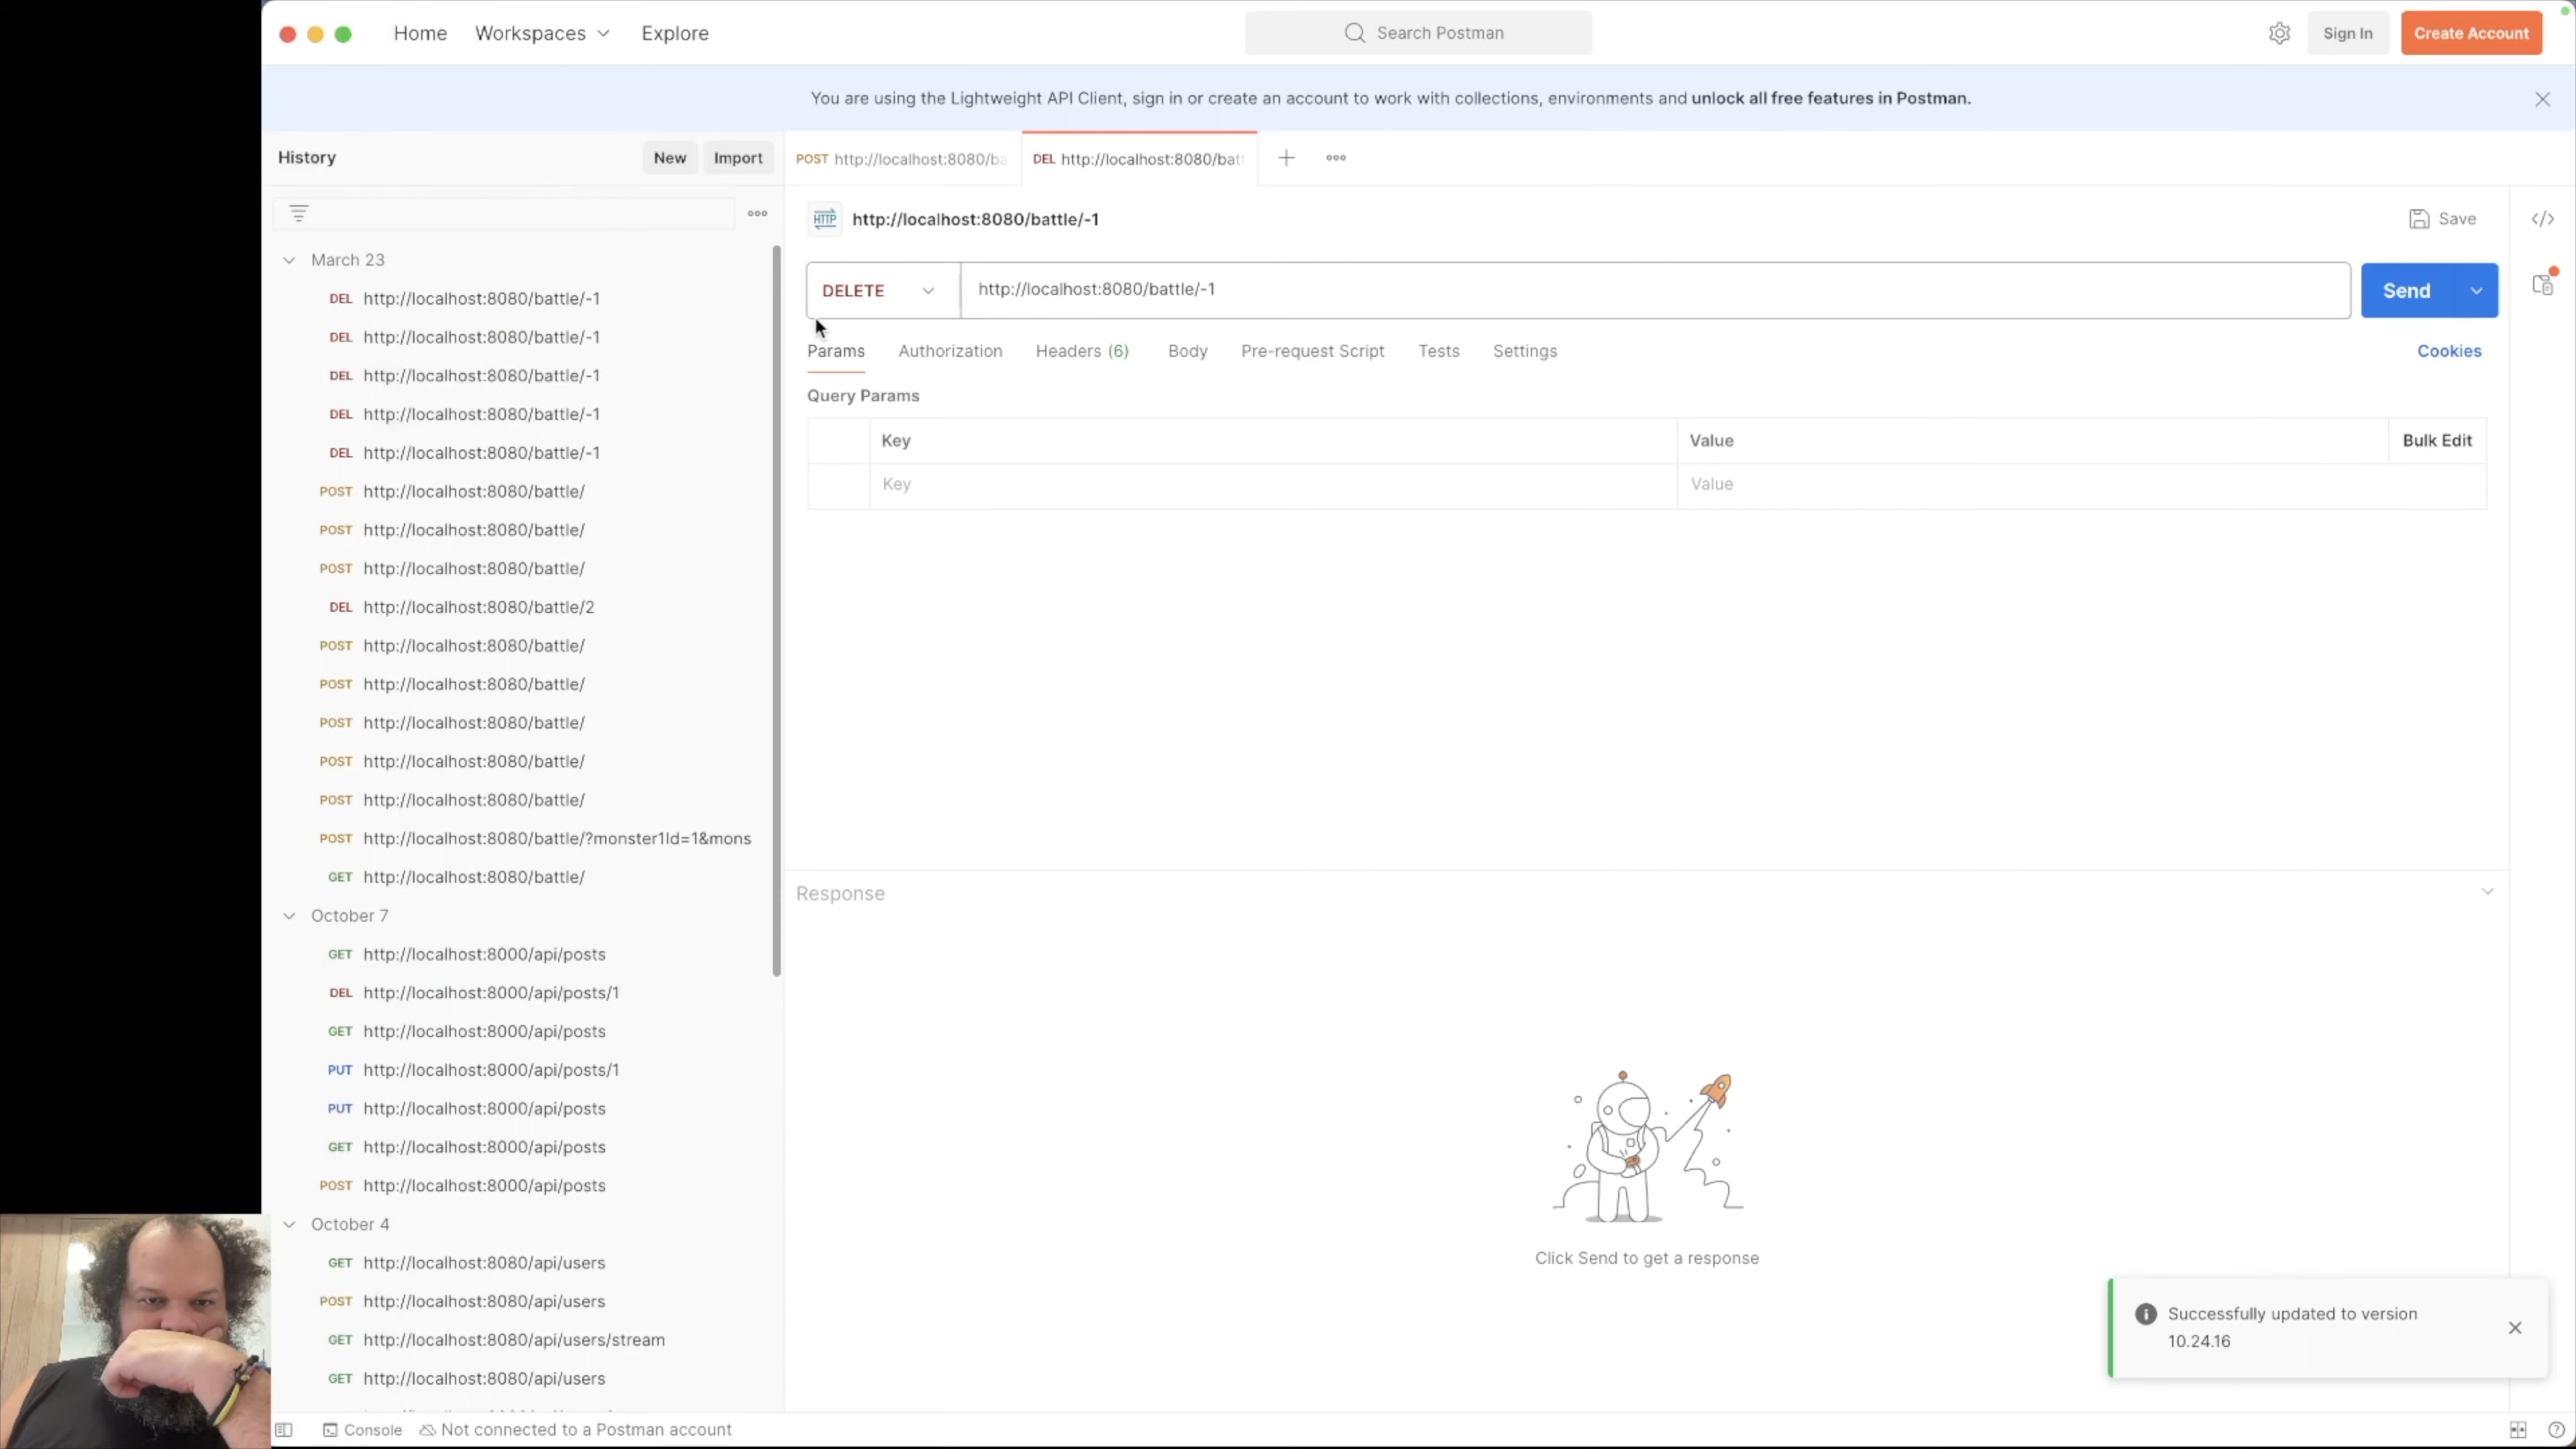 Home Workspaces Explore
Search Postman
Sign In Create Account
You are using the Lightweight API Client, sign in or create an account to work with collections, environments and unlock all free features in Postman.
History New Import
POST http://localhost:8080/ba
DEL http://localhost:8080/bat
HTTP http://localhost:8080/battle/-1
Save
DELETE http://localhost:8080/battle/-1
Send
Params Authorization Headers (6) Body Pre-request Script Tests Settings
Cookies
Query Params
Key Value Bulk Edit
Key Value
March 23
DEL http://localhost:8080/battle/-1
DEL http://localhost:8080/battle/-1
DEL http://localhost:8080/battle/-1
DEL http://localhost:8080/battle/-1
DEL http://localhost:8080/battle/-1
POST http://localhost:8080/battle/
POST http://localhost:8080/battle/
POST http://localhost:8080/battle/
DEL http://localhost:8080/battle/2
POST http://localhost:8080/battle/
POST http://localhost:8080/battle/
POST http://localhost:8080/battle/
POST http://localhost:8080/battle/
POST http://localhost:8080/battle/
POST http://localhost:8080/battle/?monster1Id=1&mons
GET http://localhost:8080/battle/
October 7
GET http://localhost:8000/api/posts
DEL http://localhost:8000/api/posts/1
GET http://localhost:8000/api/posts
PUT http://localhost:8000/api/posts/1
PUT http://localhost:8000/api/posts
GET http://localhost:8000/api/posts
POST http://localhost:8000/api/posts
October 4
GET http://localhost:8080/api/users
POST http://localhost:8080/api/users
GET http://localhost:8080/api/users/stream
GET http://localhost:8080/api/users
Response
Click Send to get a response
Successfully updated to version
10.24.16
Console Not connected to a Postman account